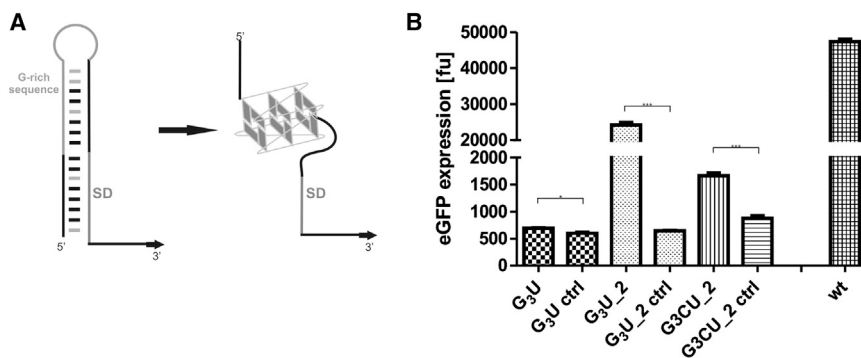 A
5'
G-rich
sequence
SD
SD
5'
3'
3'
B
eGFP expression [fu]
50000
40000
30000
20000
2000
1500
1000
500
0
*
***
***
G3U
G3U ctrl
G3U_2
G3U_2 ctrl
G3CU_2
G3CU_2 ctrl
wt